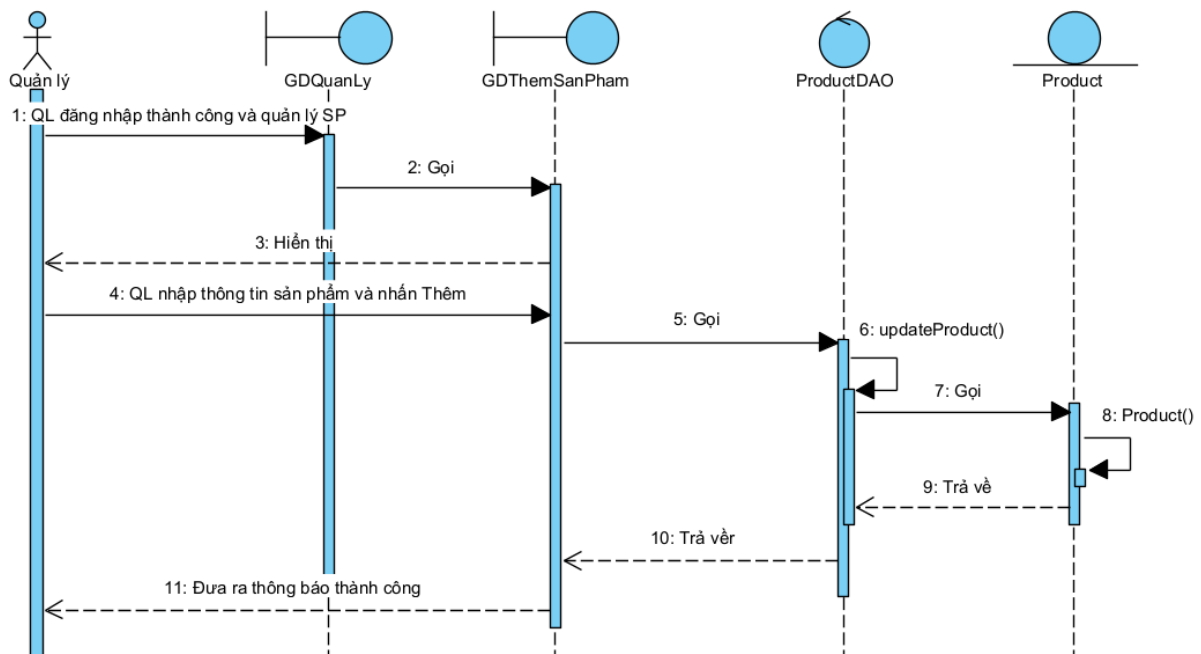 Quản lý
GDQuanLy
GDThemSanPham
ProductDAO
Product
1: QL đăng nhập thành công và quản lý SP
2: Gọi
3: Hiển thị
4: QL nhập thông tin sản phẩm và nhấn Thêm
5: Gọi
6: updateProduct()
7: Gọi
8: Product()
9: Trả về
10: Trả vềr
11: Đưa ra thông báo thành công